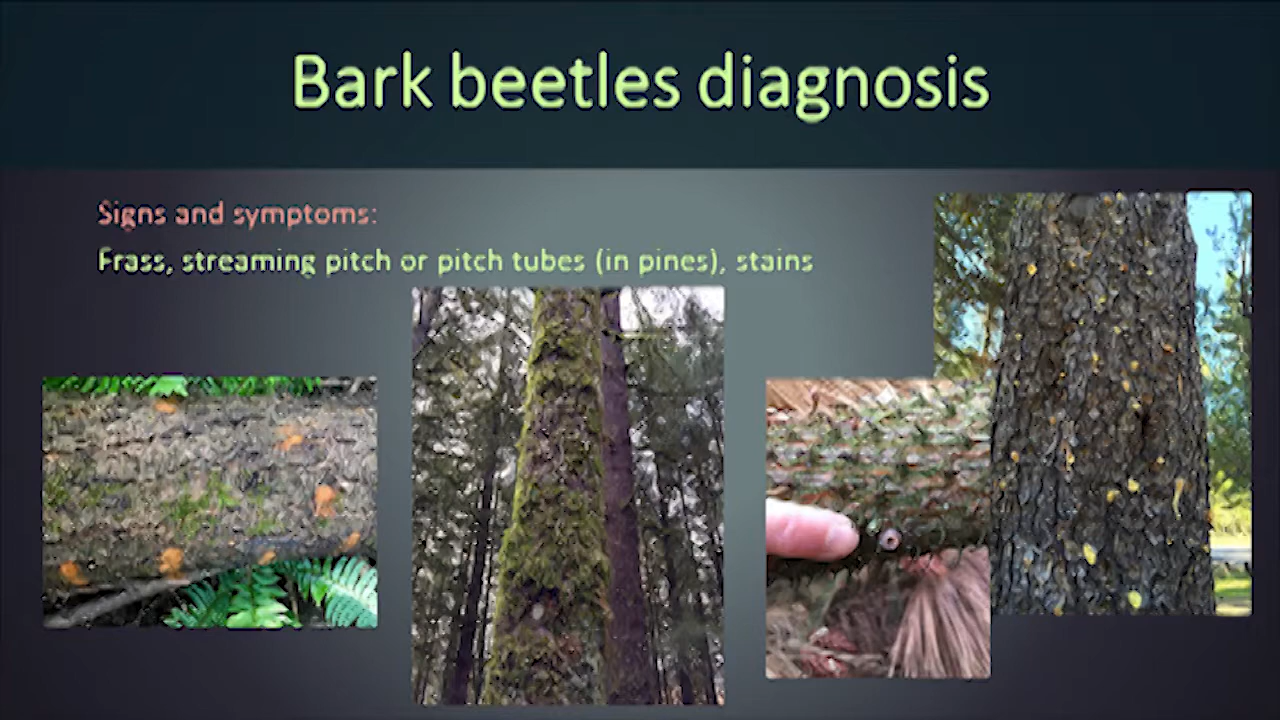 Bark beetles diagnosis
Signs and symptoms:
Frass, streaming pitch or pitch tubes (in pines), stains